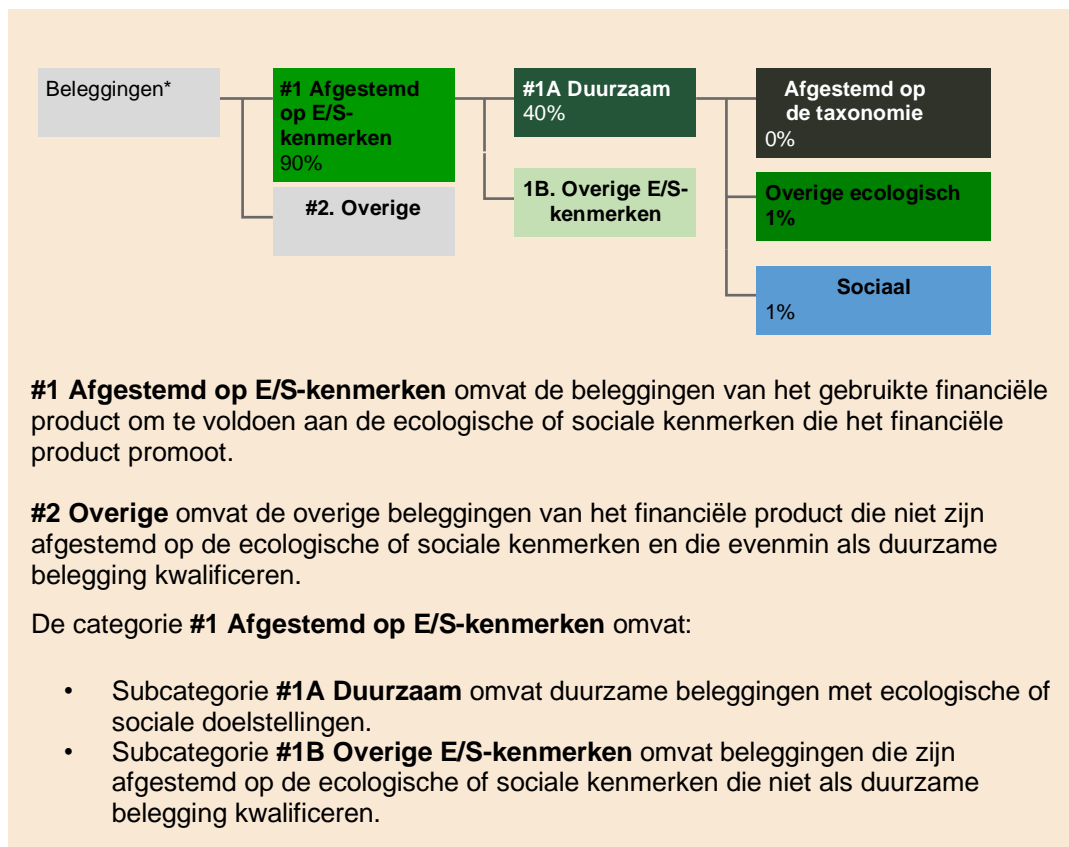 Beleggingen*
#1 Afgestemd
op E/S-
kenmerken
90%
#2. Overige
#1A Duurzaam
40%
1B. Overige E/S-
kenmerken
Afgestemd op
de taxonomie
0%
Overige ecologisch
1%
Sociaal
1%
#1 Afgestemd op E/S-kenmerken omvat de beleggingen van het gebruikte financiële
product om te voldoen aan de ecologische of sociale kenmerken die het financiële
product promoot.
#2 Overige omvat de overige beleggingen van het financiële product die niet zijn
afgestemd op de ecologische of sociale kenmerken en die evenmin als duurzame
belegging kwalificeren.
De categorie #1 Afgestemd op E/S-kenmerken omvat:
• Subcategorie #1A Duurzaam omvat duurzame beleggingen met ecologische of
sociale doelstellingen.
• Subcategorie #1B Overige E/S-kenmerken omvat beleggingen die zijn
afgestemd op de ecologische of sociale kenmerken die niet als duurzame
belegging kwalificeren.